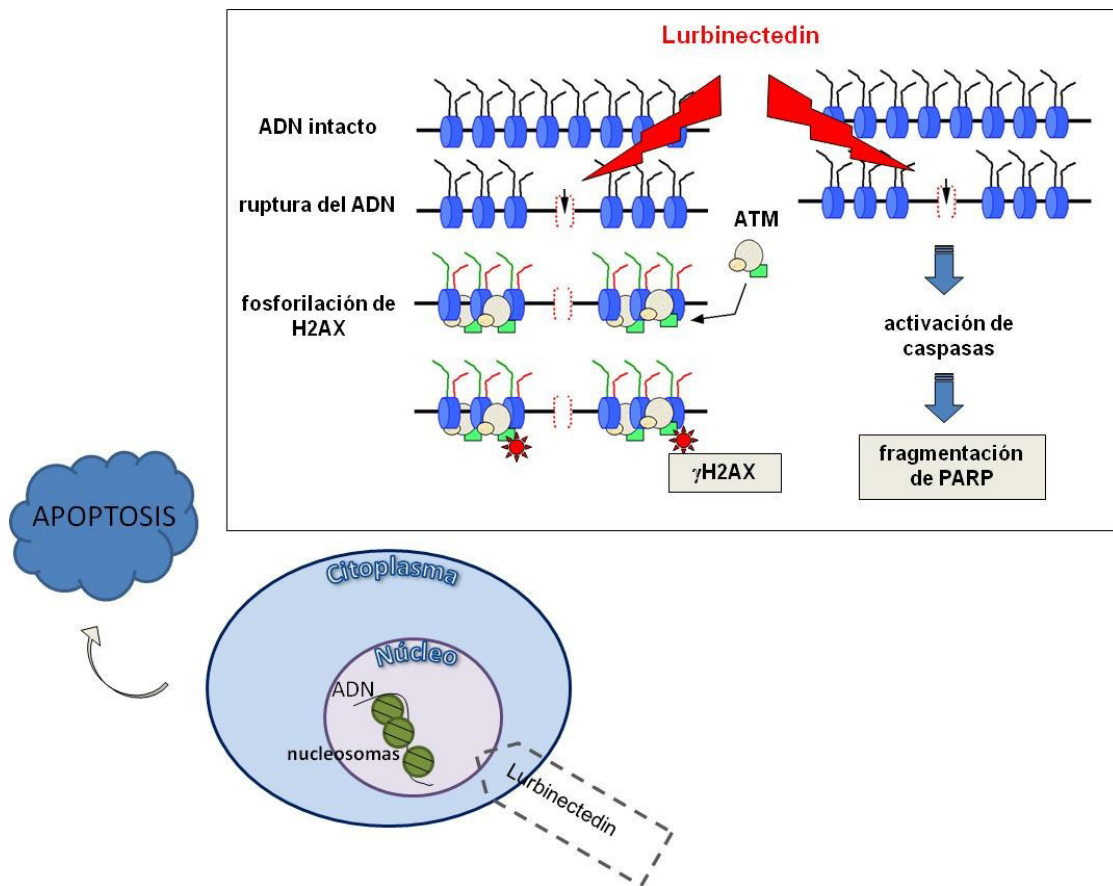 Lurbinectedin
ADN intacto
ruptura del ADN
ATM
fosforilación de
H2AX
activación de
caspasas
γH2AX
fragmentación
de PARP
APOPTOSIS
Citoplasma
Núcleo
ADN
nucleosomas
Lurbinectedin